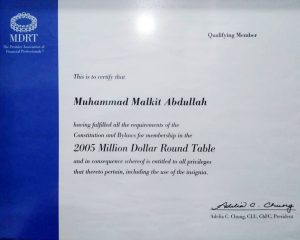 MDRT
The Premier Association of
Financial Professionals
Qualifying Member
This is to certify that
Muhammad Malkit Abdullah
having fulfilled all the requirements of the
Constitution and Bylaws for membership in the
2005 Million Dollar Round Table
and in consequence whereof is entitled to all privileges
that thereto pertain, including the use of the insignia.
Adelia C. Chung
Adelia C. Chung, CLU, ChFC, President